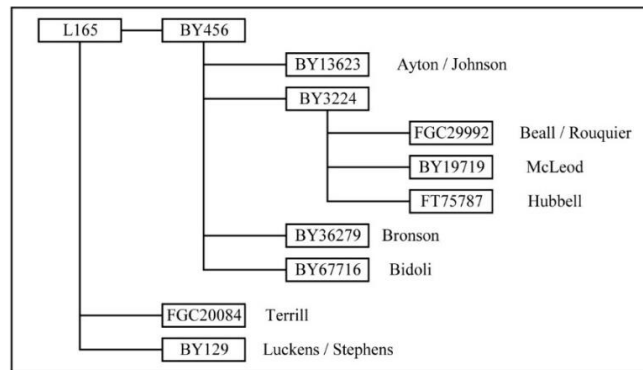 L165 BY456
BY13623 Ayton / Johnson
BY3224
FGC29992 Beall / Rouquier
BY19719 McLeod
FT75787 Hubbell
BY36279 Bronson
BY67716 Bidoli
FGC20084 Terrill
BY129 Luckens / Stephens